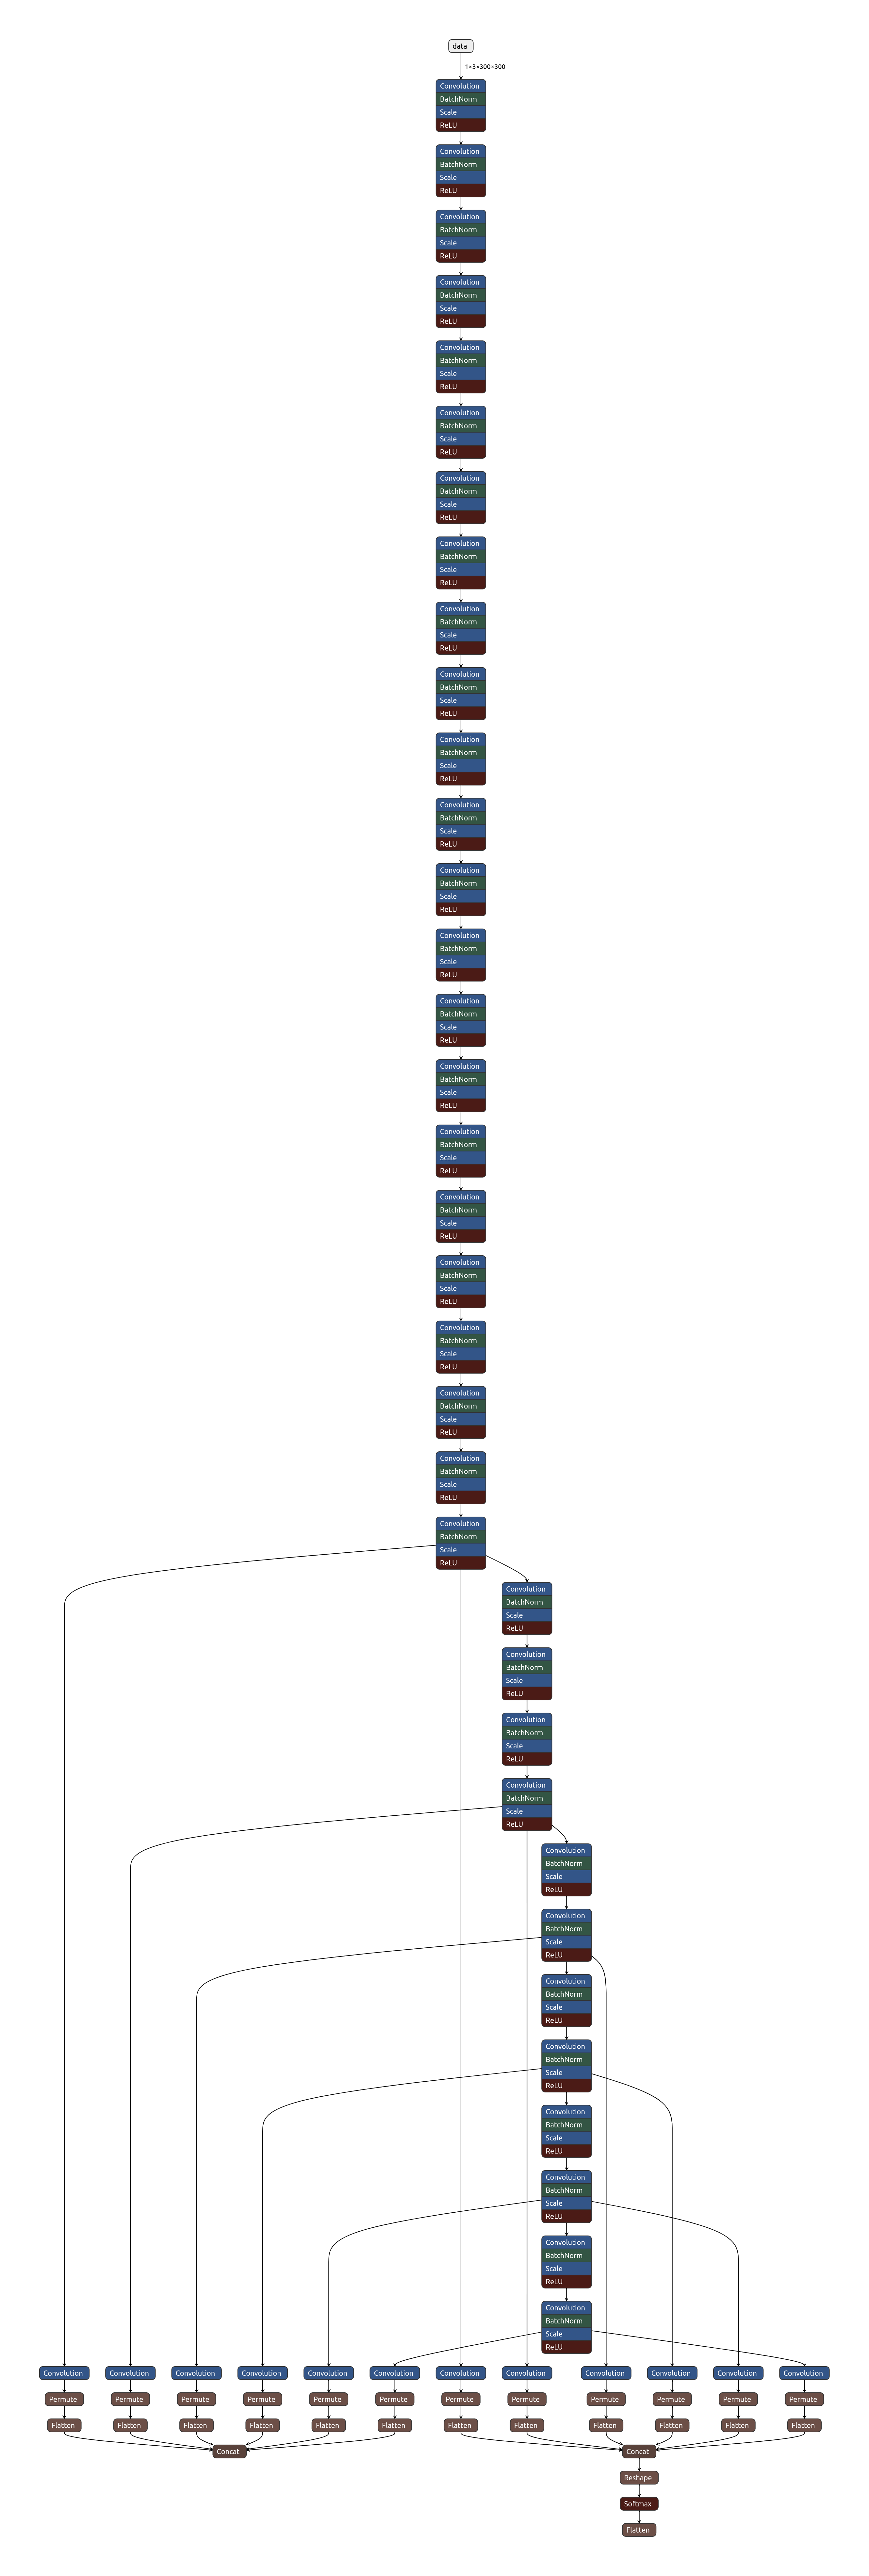 data
1×3×300×300
Convolution
BatchNorm
Scale
ReLU
Convolution
BatchNorm
Scale
ReLU
Convolution
BatchNorm
Scale
ReLU
Convolution
BatchNorm
Scale
ReLU
Convolution
BatchNorm
Scale
ReLU
Convolution
BatchNorm
Scale
ReLU
Convolution
BatchNorm
Scale
ReLU
Convolution
BatchNorm
Scale
ReLU
Convolution
BatchNorm
Scale
ReLU
Convolution
BatchNorm
Scale
ReLU
Convolution
BatchNorm
Scale
ReLU
Convolution
BatchNorm
Scale
ReLU
Convolution
BatchNorm
Scale
ReLU
Convolution
BatchNorm
Scale
ReLU
Convolution
BatchNorm
Scale
ReLU
Convolution
BatchNorm
Scale
ReLU
Convolution
BatchNorm
Scale
ReLU
Convolution
BatchNorm
Scale
ReLU
Convolution
BatchNorm
Scale
ReLU
Convolution
BatchNorm
Scale
ReLU
Convolution
BatchNorm
Scale
ReLU
Convolution
BatchNorm
Scale
ReLU
Convolution
BatchNorm
Scale
ReLU
Convolution
BatchNorm
Scale
ReLU
Convolution
BatchNorm
Scale
ReLU
Convolution
BatchNorm
Scale
ReLU
Convolution
BatchNorm
Scale
ReLU
Convolution
BatchNorm
Scale
ReLU
Convolution
BatchNorm
Scale
ReLU
Convolution
BatchNorm
Scale
ReLU
Convolution
BatchNorm
Scale
ReLU
Convolution
BatchNorm
Scale
ReLU
Convolution
BatchNorm
Scale
ReLU
Convolution
BatchNorm
Scale
ReLU
Convolution
BatchNorm
Scale
ReLU
Convolution Convolution Convolution Convolution Convolution Convolution Convolution Convolution Convolution Convolution Convolution Convolution
Permute Permute Permute Permute Permute Permute Permute Permute Permute Permute Permute Permute
Flatten Flatten Flatten Flatten Flatten Flatten Flatten Flatten Flatten Flatten Flatten Flatten
Concat Concat
Reshape
Softmax
Flatten